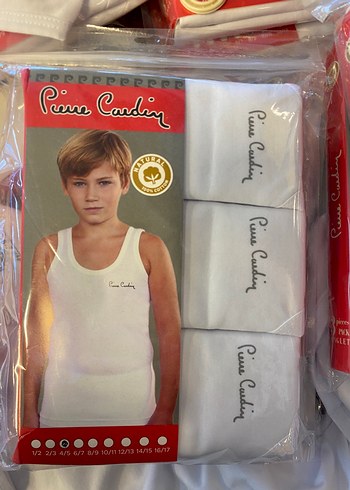 Pierre Cardin
NATURAL
100% COTTON
Pierre Cardin
1/2 2/3 4/5 6/7 8/9 10/11 12/13 14/15 16/17
Pierre Cardin
Pierre Cardin
Pierre Cardin